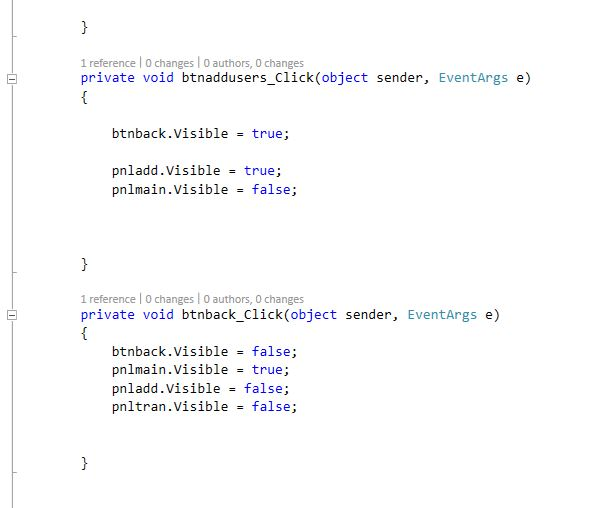 }
1 reference | 0 changes | 0 authors, 0 changes
private void btnaddusers_Click(object sender, EventArgs e)
{
btnback.Visible = true;
pnladd.Visible = true;
pnlmain.Visible = false;
}
1 reference | 0 changes | 0 authors, 0 changes
private void btnback_Click(object sender, EventArgs e)
{
btnback.Visible = false;
pnlmain.Visible = true;
pnladd.Visible = false;
pnltran.Visible = false;
}